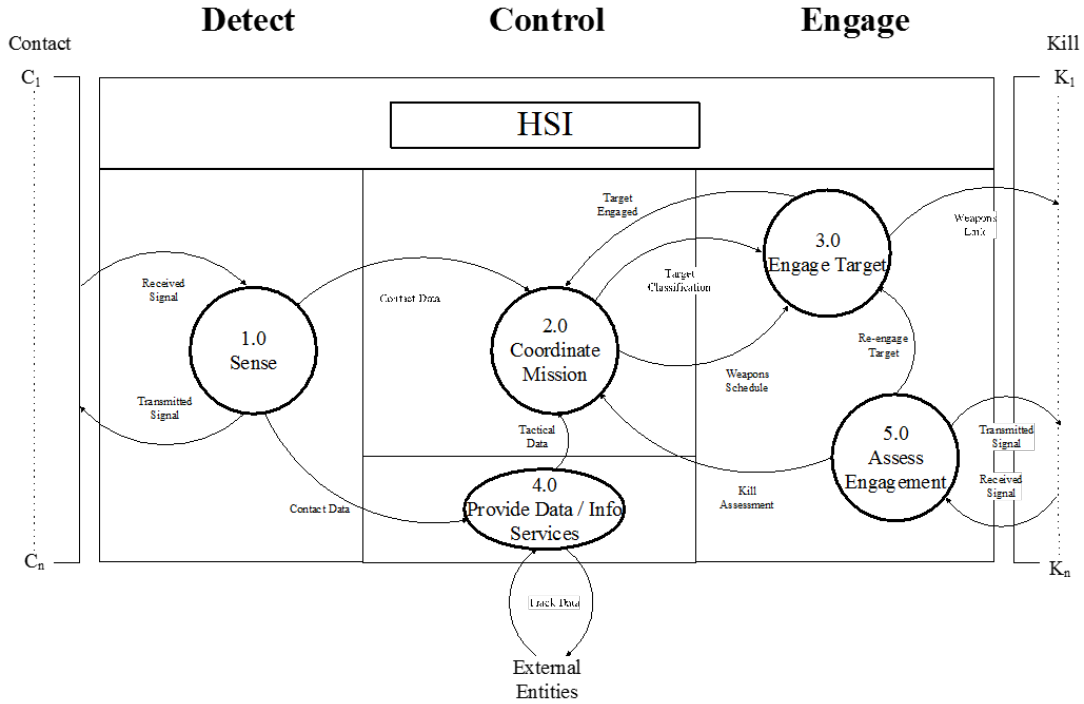 Detect
Control
Engage
Contact
Kill
C1
K1
HSI
Target
Engaged
3.0
Engage Target
Weapons
Link
Received
Signal
Contact Data
Target
Classification
1.0
Sense
2.0
Coordinate
Mission
Re-engage
Target
Weapons
Schedule
Transmitted
Signal
Tactical
Data
5.0
Assess
Engagement
Transmitted
Signal
Received
Signal
4.0
Provide Data / Info
Services
Contact Data
Kill
Assessment
Cn
Kn
Track Data
External
Entities